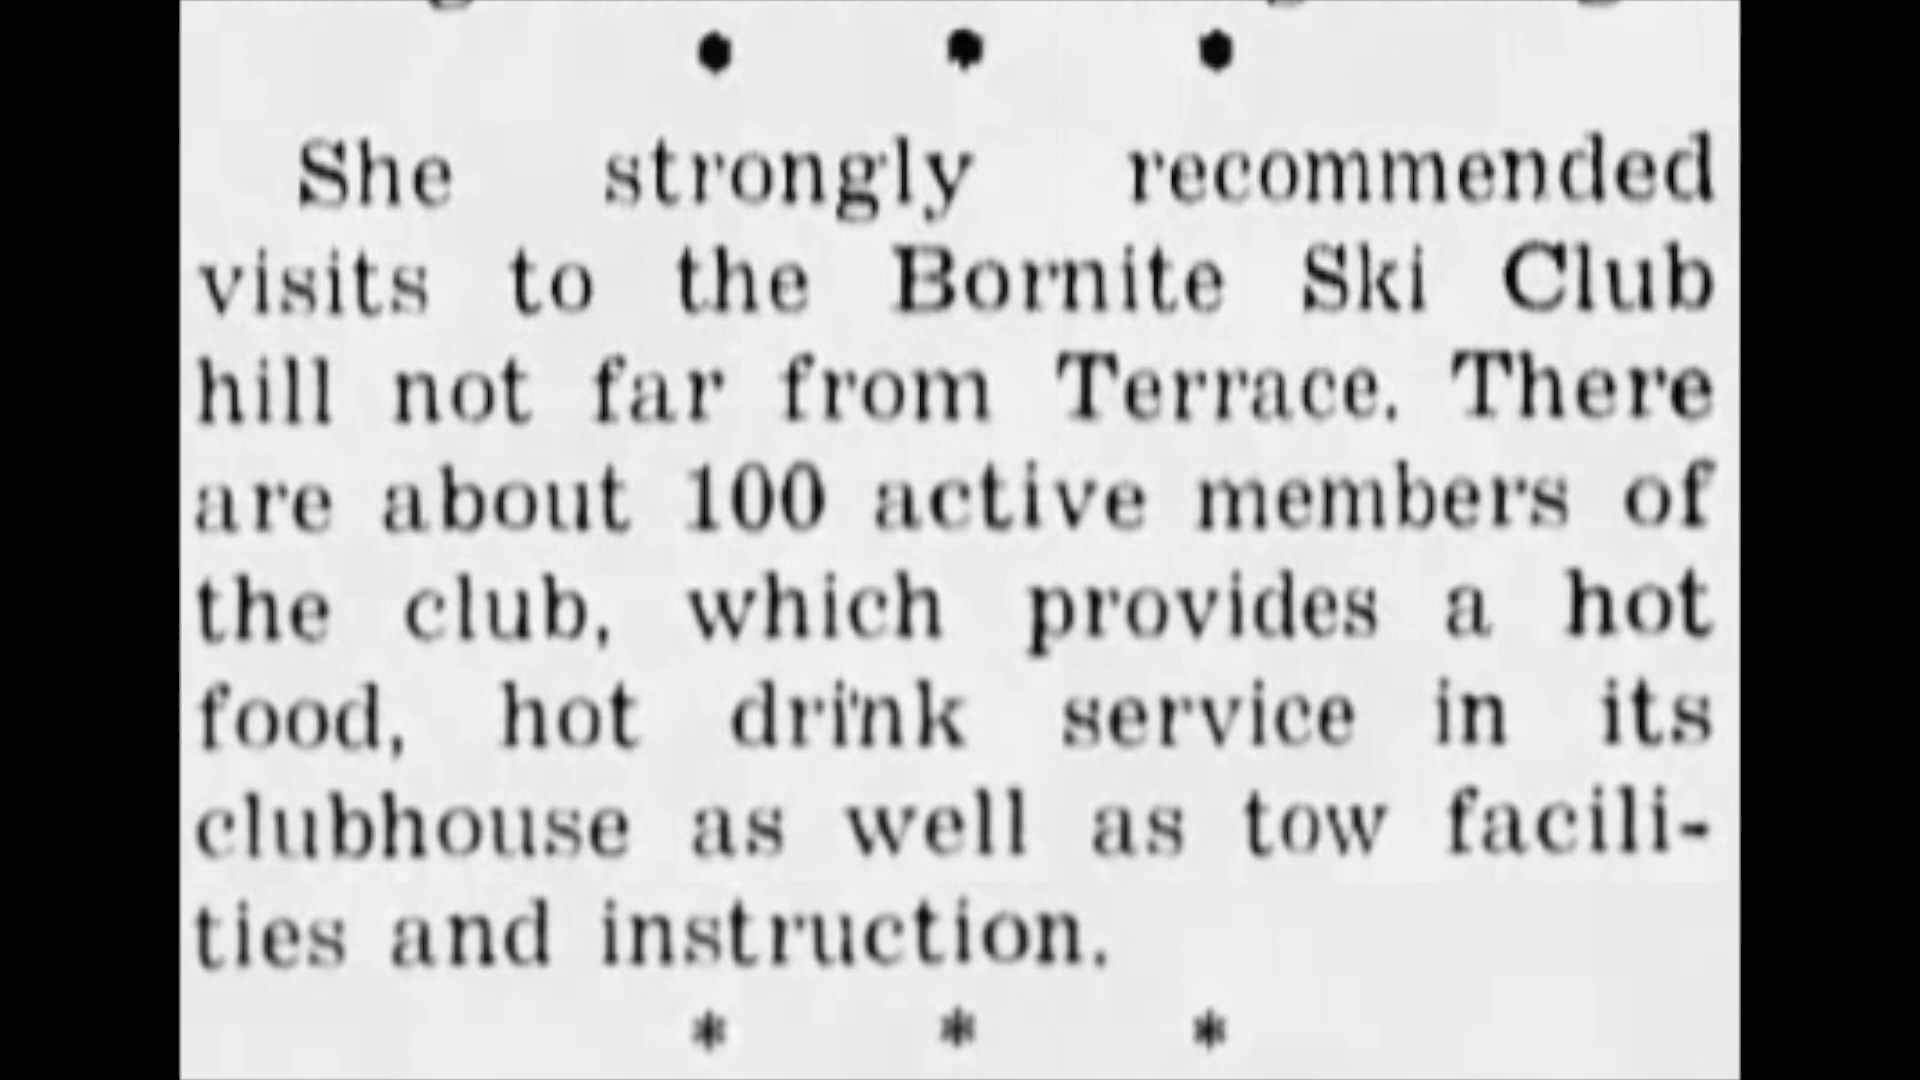 • • •
She strongly recommended
visits to the Bornite Ski Club
hill not far from Terrace. There
are about 100 active members of
the club, which provides a hot
food, hot drink service in its
clubhouse as well as tow facili-
ties and instruction.
* * *